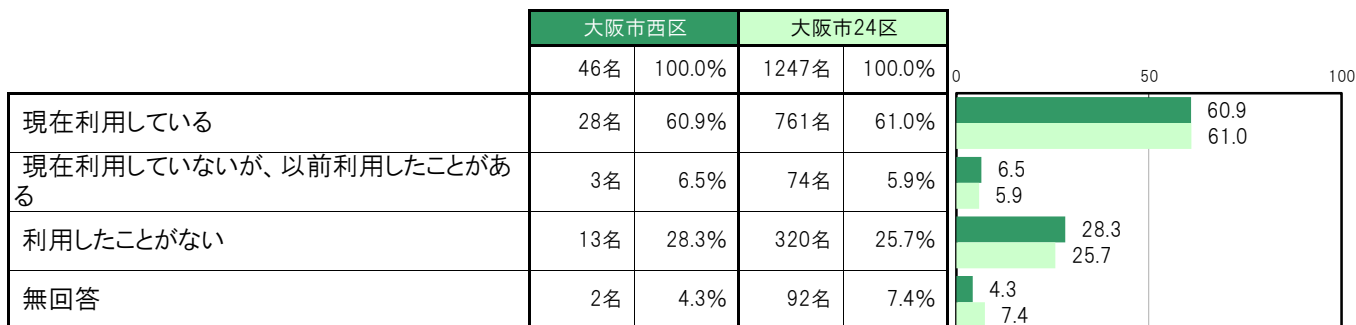 大阪市西区 大阪市24区
46名 100.0% 1247名 100.0%
0 50 100
現在利用している 28名 60.9% 761名 61.0%
60.9
61.0
現在利用していないが、以前利用したことがあ
る
3名 6.5% 74名 5.9%
6.5
5.9
利用したことがない 13名 28.3% 320名 25.7%
28.3
25.7
無回答 2名 4.3% 92名 7.4%
4.3
7.4